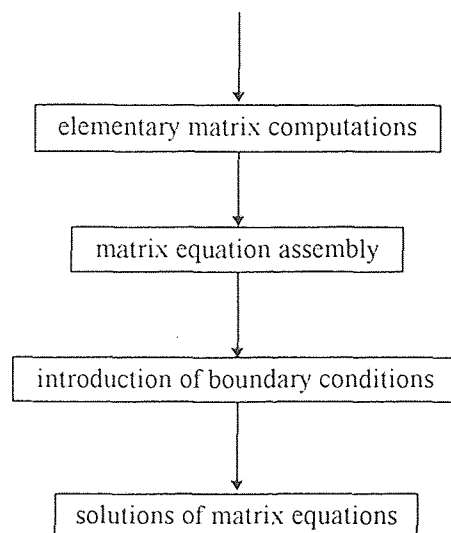 elementary matrix computations
matrix equation assembly
introduction of boundary conditions
solutions of matrix equations